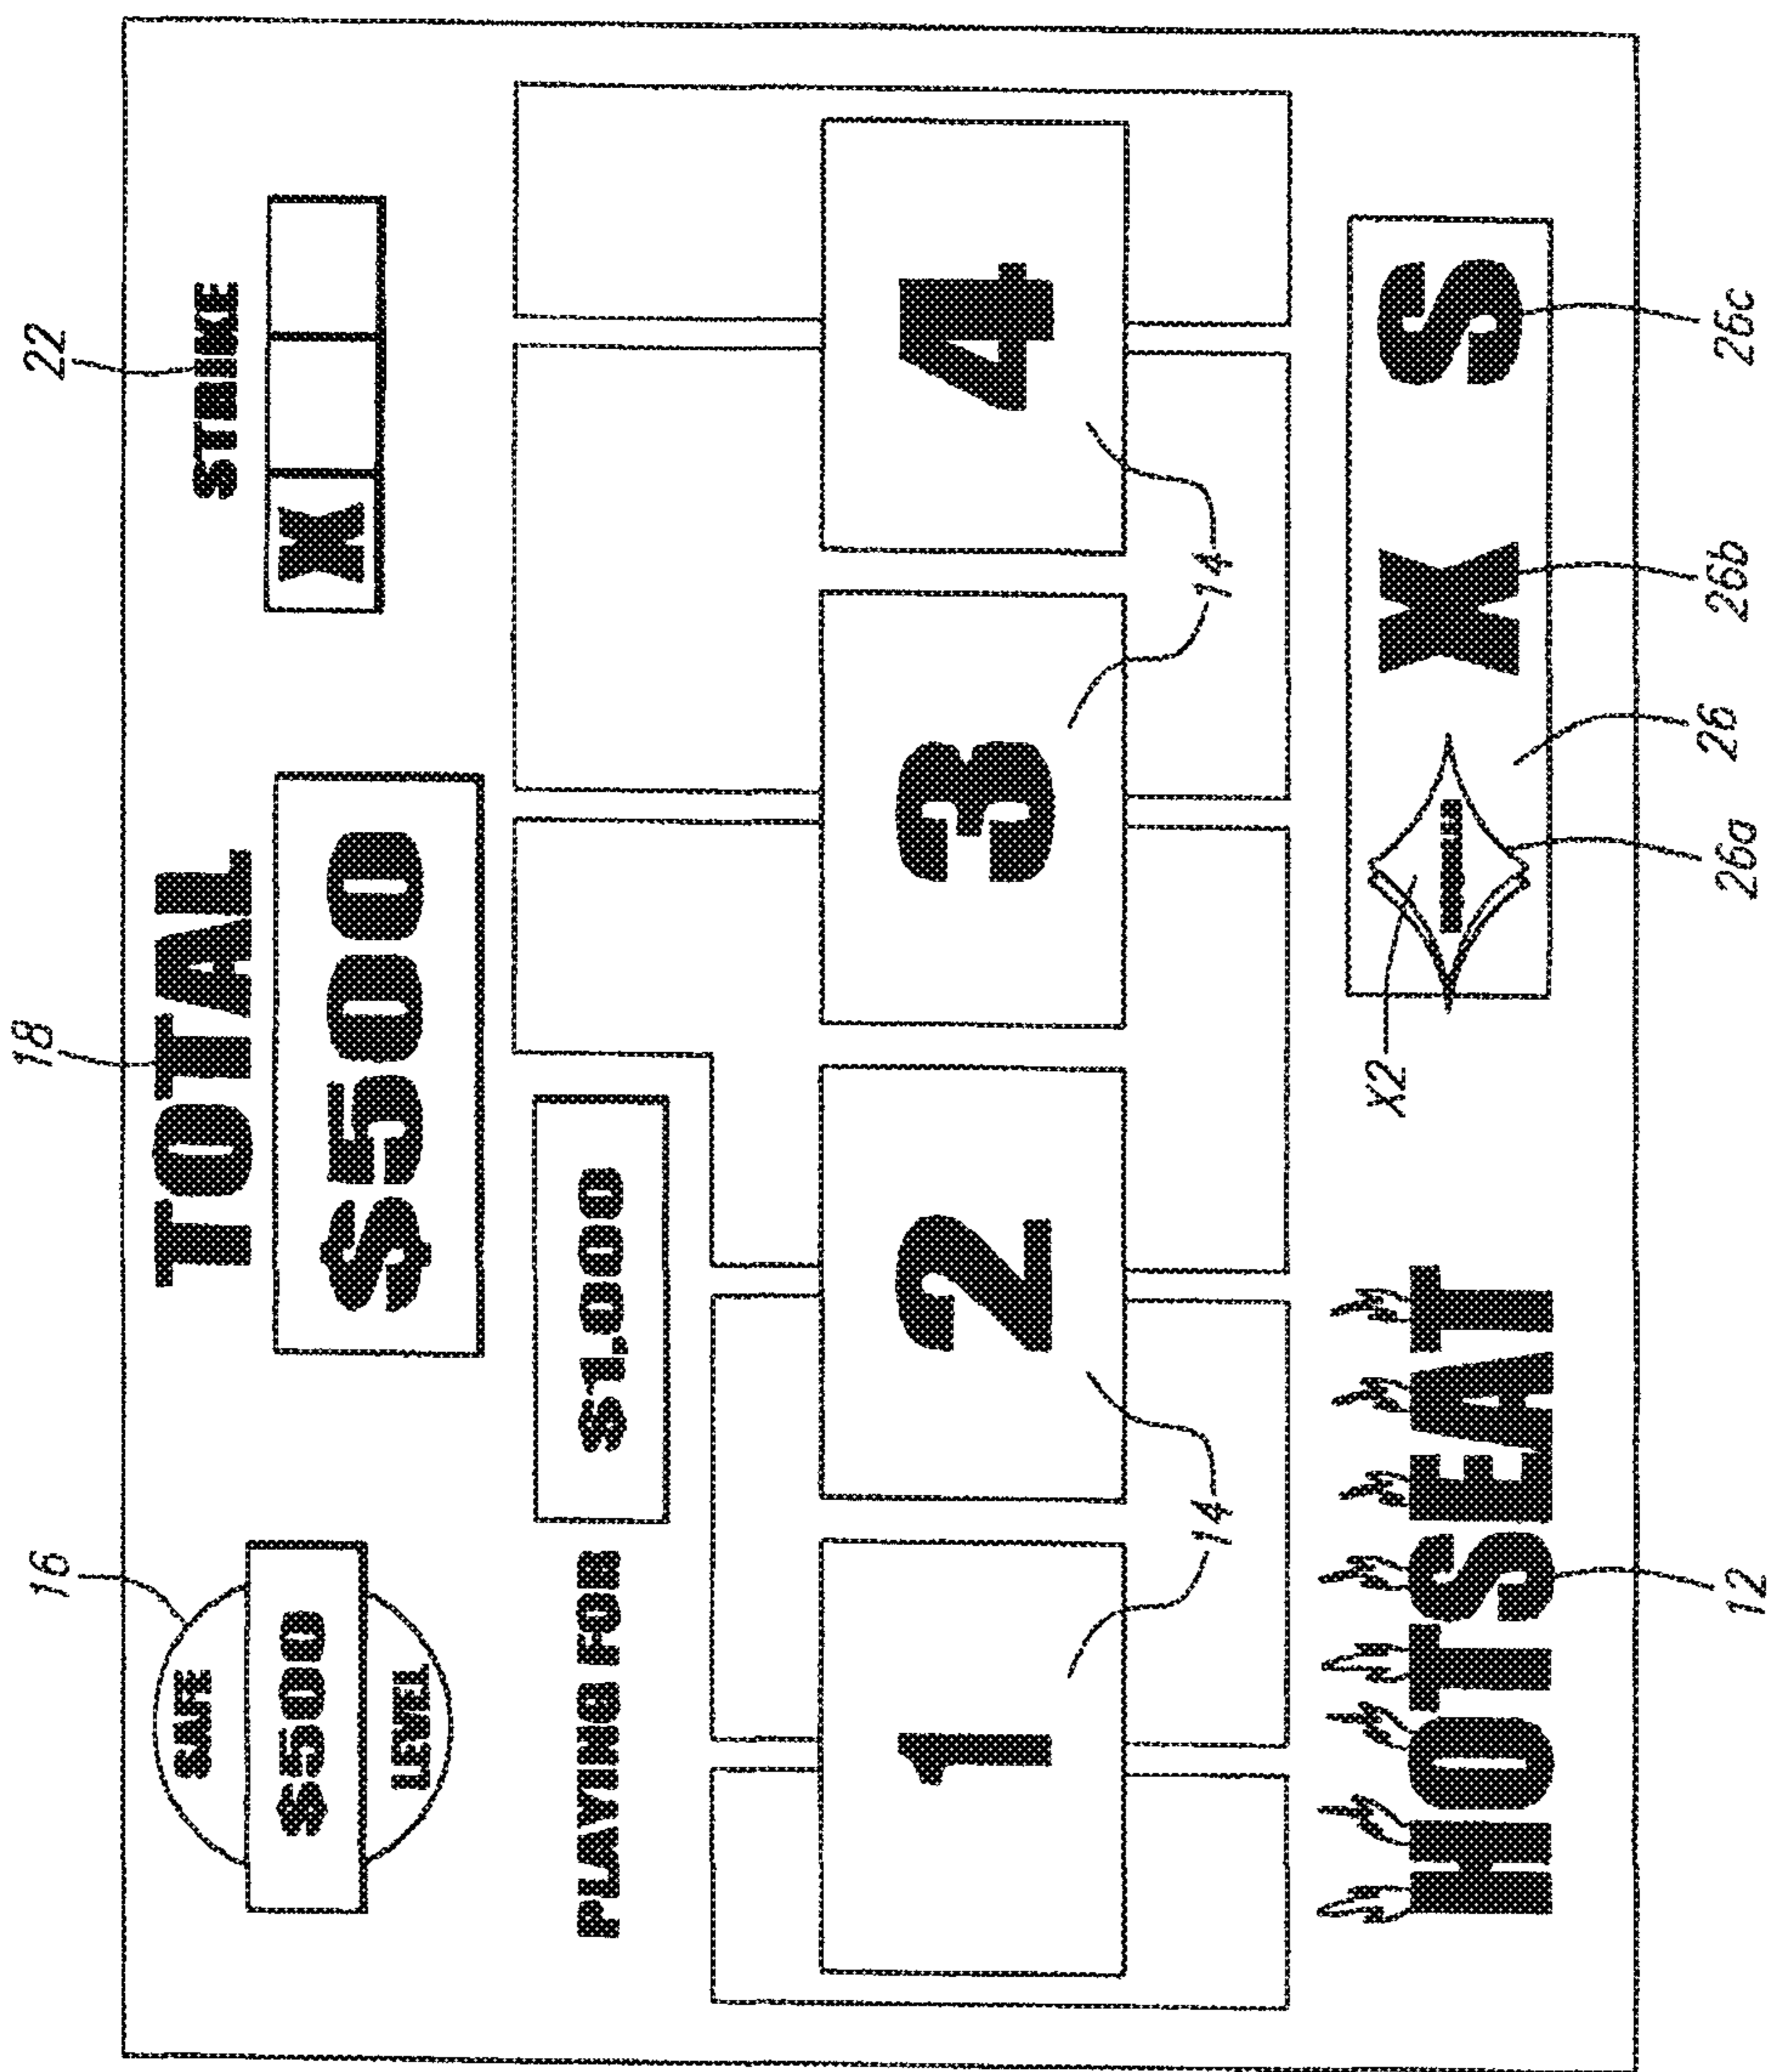 16
18
22
SAFE
$500
LEVEL
TOTAL
$500
STRIKE
X
PLAYING FOR
$1,000
1
2
3
4
14
14
HOTSEAT
X2
X
S
12
26a
26
26b
26c